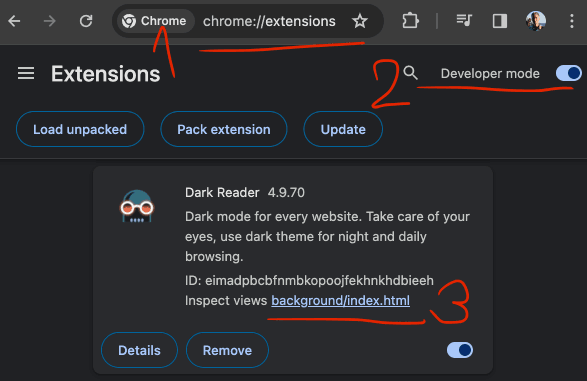 Chrome chrome://extensions
1
Extensions
2
Developer mode
Load unpacked Pack extension Update
Dark Reader 4.9.70
Dark mode for every website. Take care of your
eyes, use dark theme for night and daily
browsing.
ID: eimadpbcbfnmbkopoojfekhnkhdbieeh
Inspect views background/index.html
3
Details Remove